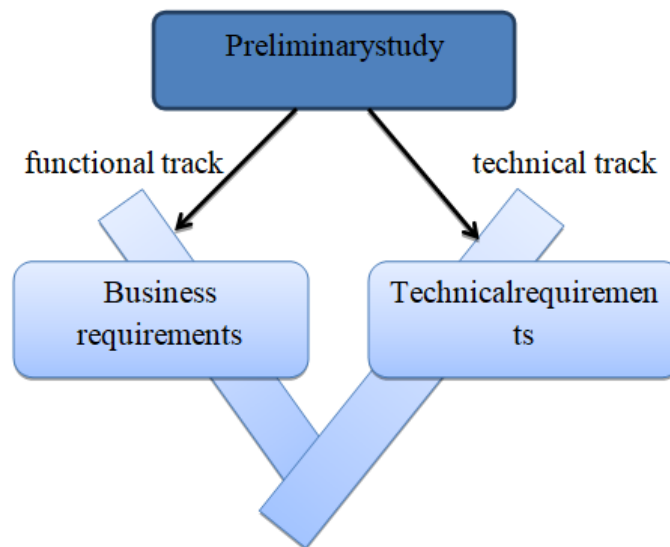 Preliminarystudy
functional track
technical track
Business
requirements
Technicalrequiremen
ts